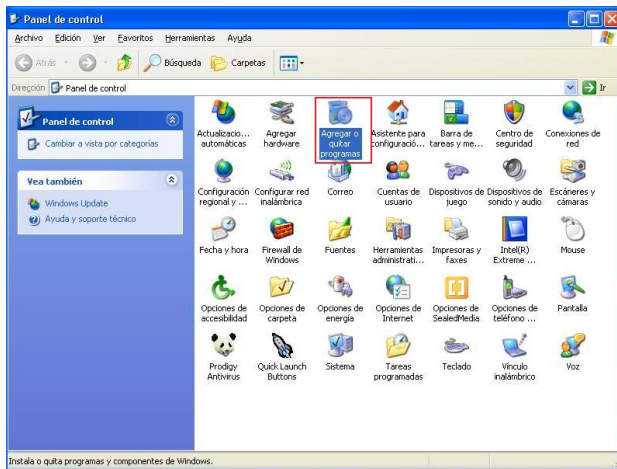 Panel de control
Archivo Edición Ver Favoritos Herramientas Ayuda
Atrás Búsqueda Carpetas
Dirección Panel de control Ir
Panel de control
Cambiar a vista por categorías
Vea también
Windows Update
Ayuda y soporte técnico
Actualizacio...
automáticas
Agregar
hardware
Agregar o
quitar
programas
Asistente para
configuració...
Barra de
tareas y me...
Centro de
seguridad
Conexiones de
red
Configuración
regional y ...
Configurar red
inalámbrica
Correo
Cuentas de
usuario
Dispositivos de
juego
Dispositivos de
sonido y audio
Escáneres y
cámaras
Fecha y hora
Firewall de
Windows
Fuentes
Herramientas
administrati...
Impresoras y
faxes
Intel(R)
Extreme ...
Mouse
Opciones de
accesibilidad
Opciones de
carpeta
Opciones de
energía
Opciones de
Internet
Opciones de
SealedMedia
Opciones de
teléfono ...
Pantalla
Prodigy
Antivirus
Quick Launch
Buttons
Sistema
Tareas
programadas
Teclado
Vínculo
inalámbrico
Voz
Instala o quita programas y componentes de Windows.